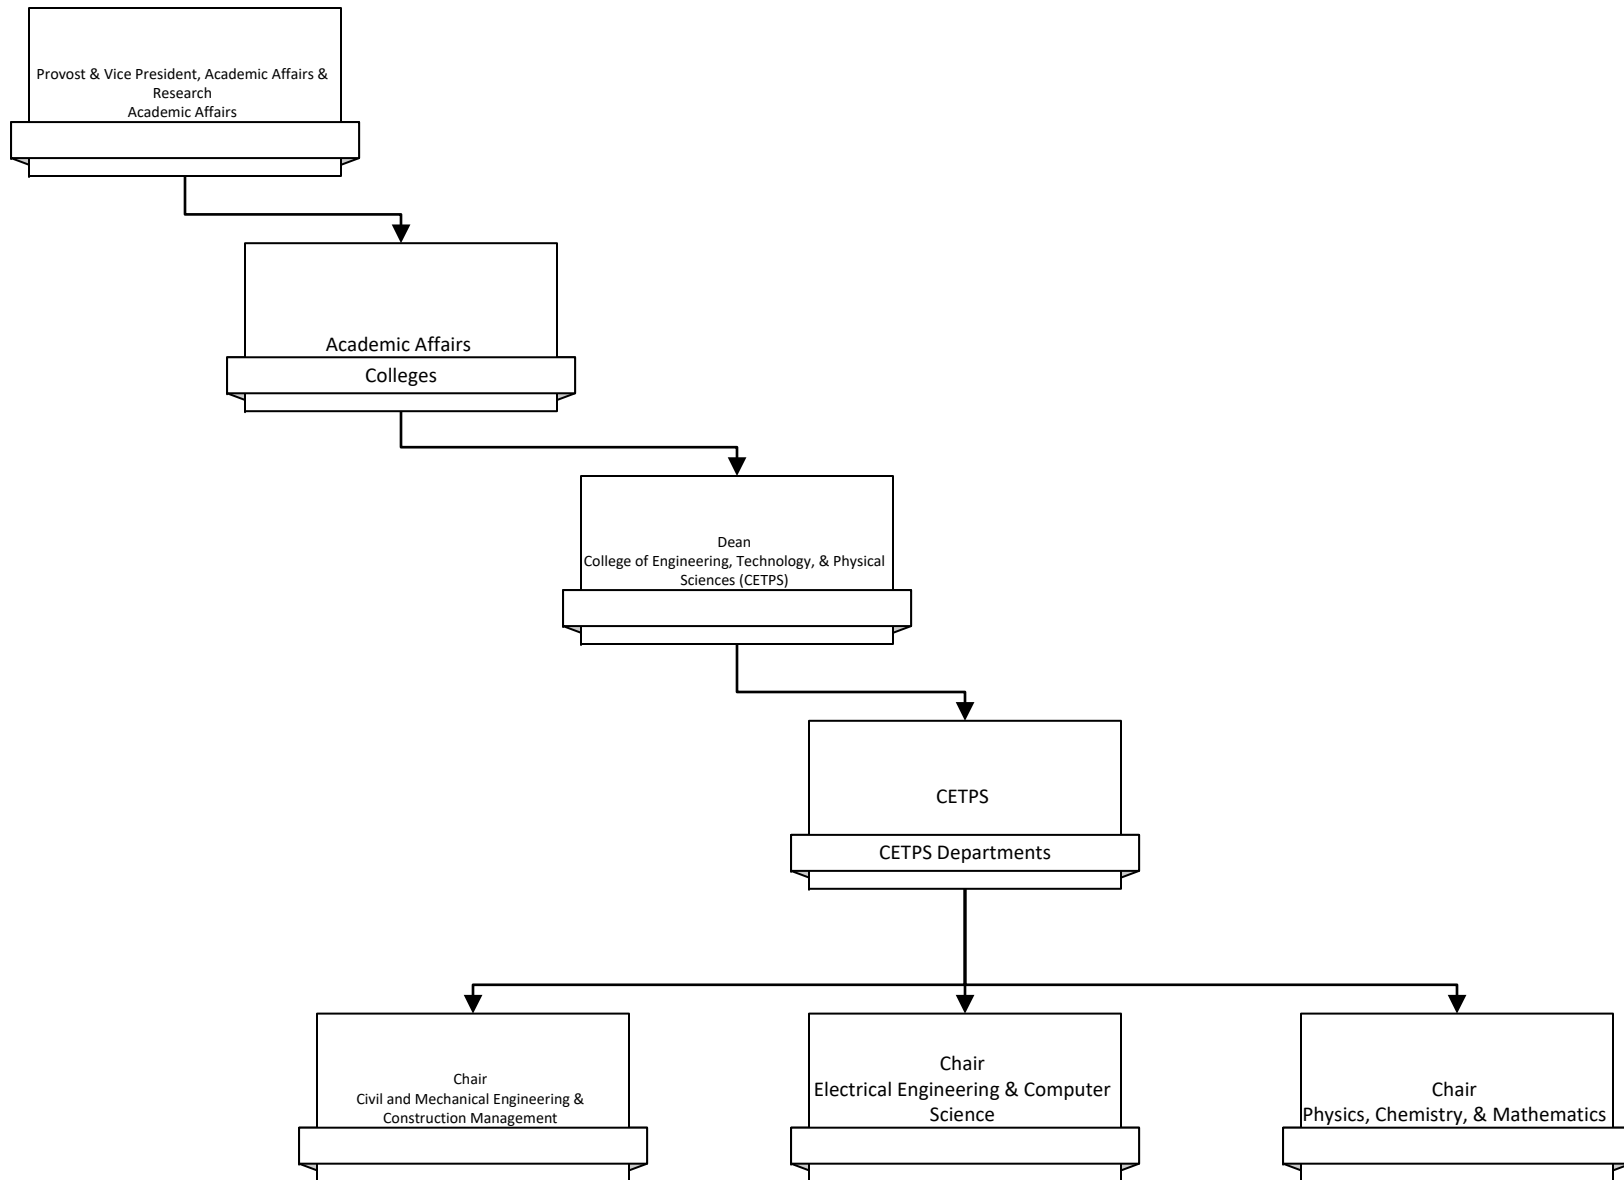 Provost & Vice President, Academic Affairs &
Research
Academic Affairs
Academic Affairs
Colleges
Dean
College of Engineering, Technology, & Physical
Sciences (CETPS)
CETPS
CETPS Departments
Chair
Civil and Mechanical Engineering &
Construction Management
Chair
Electrical Engineering & Computer
Science
Chair
Physics, Chemistry, & Mathematics